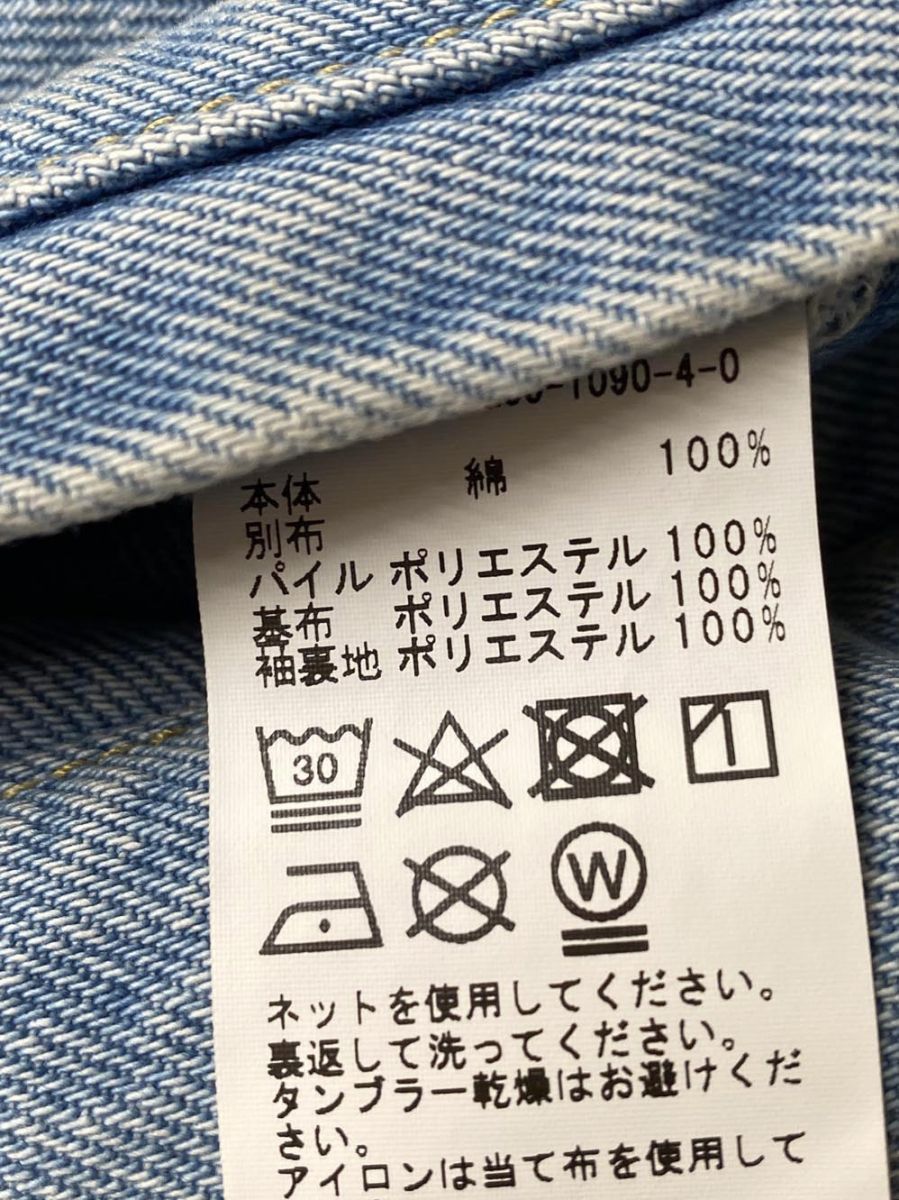 -1090-4-0
本体 綿 100%
別布
パイル ポリエステル 100%
基布 ポリエステル 100%
袖裏地 ポリエステル 100%
30
W
ネットを使用してください。
裏返して洗ってください。
タンブラー乾燥はお避けくだ
さい。
アイロンは当て布を使用して